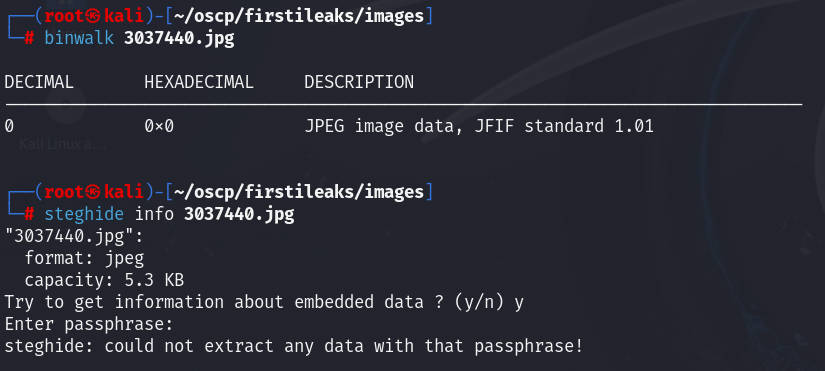 ┌──(root㉿kali)-[~/oscp/firstileaks/images]
└─# binwalk 3037440.jpg
DECIMAL       HEXADECIMAL     DESCRIPTION
--------------------------------------------------------------------------------
0             0x0             JPEG image data, JFIF standard 1.01
Kali Linux a...
┌──(root㉿kali)-[~/oscp/firstileaks/images]
└─# steghide info 3037440.jpg
"3037440.jpg":
  format: jpeg
  capacity: 5.3 KB
Try to get information about embedded data ? (y/n) y
Enter passphrase:
steghide: could not extract any data with that passphrase!